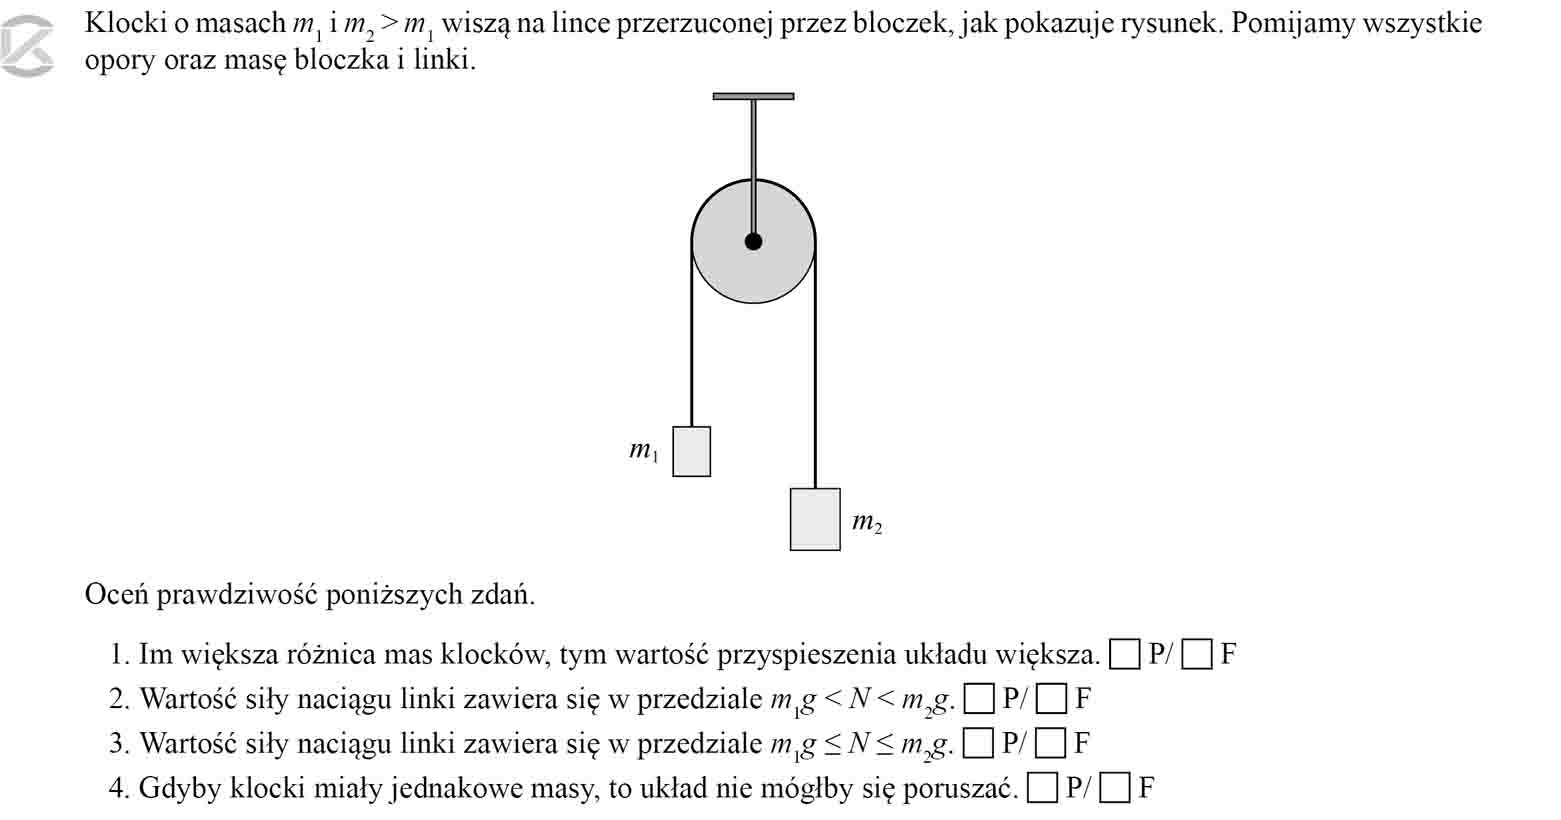 Klocki o masach m₁ i m₂ > m₁ wiszą na lince przerzuconej przez bloczek, jak pokazuje rysunek. Pomijamy wszystkie
opory oraz masę bloczka i linki.
m₁
m₂
Oceń prawdziwość poniższych zdań.
1. Im większa różnica mas klocków, tym wartość przyspieszenia układu większa. □ P/ □ F
2. Wartość siły naciągu linki zawiera się w przedziale m₁g < N < m₂g. □ P/ □ F
3. Wartość siły naciągu linki zawiera się w przedziale m₁g ≤ N ≤ m₂g. □ P/ □ F
4. Gdyby klocki miały jednakowe masy, to układ nie mógłby się poruszać. □ P/ □ F